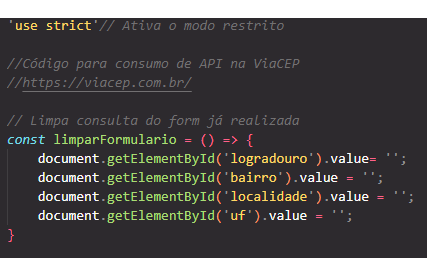 'use strict'// Ativa o modo restrito
//Código para consumo de API na ViaCEP
//https://viacep.com.br/
// Limpa consulta do form já realizada
const limparFormulario = () => {
document.getElementById('logradouro').value= '';
document.getElementById('bairro').value = '';
document.getElementById('localidade').value = '';
document.getElementById('uf').value = '';
}